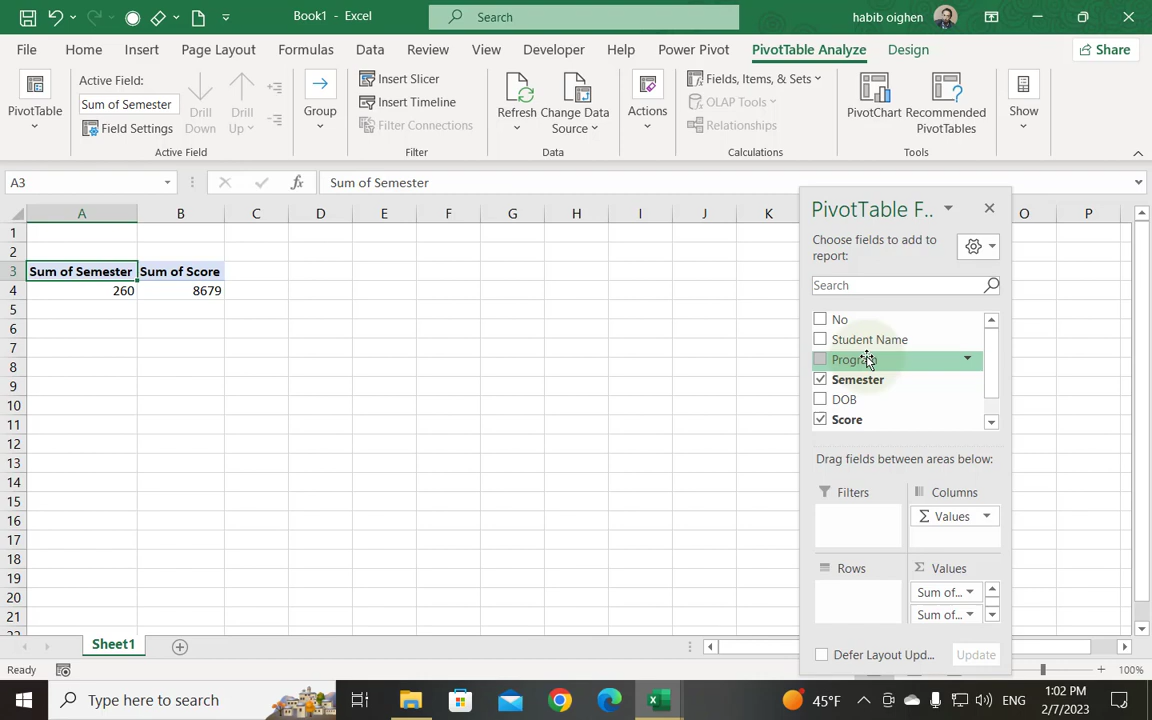 Book1 - Excel
Search
habib oighen
File Home Insert Page Layout Formulas Data Review View Developer Help Power Pivot PivotTable Analyze Design Share
PivotTable
Active Field:
Sum of Semester
Field Settings
Drill Down
Drill Up
Active Field
Group
Insert Slicer
Insert Timeline
Filter Connections
Filter
Refresh
Change Data Source
Data
Actions
Fields, Items, & Sets
OLAP Tools
Relationships
Calculations
PivotChart
Recommended PivotTables
Tools
Show
A3
fx
Sum of Semester
A B C D E F G H I J K O P
1
2
3 Sum of Semester Sum of Score
4 260 8679
5
6
7
8
9
10
11
12
13
14
15
16
17
18
19
20
21
PivotTable F..
Choose fields to add to
report:
Search
No
Student Name
Program
Semester
DOB
Score
Drag fields between areas below:
Filters
Columns
Σ Values
Rows
Σ Values
Sum of...
Sum of...
Defer Layout Upd...
Update
Sheet1
Ready
100%
Type here to search
45°F
ENG
1:02 PM
2/7/2023